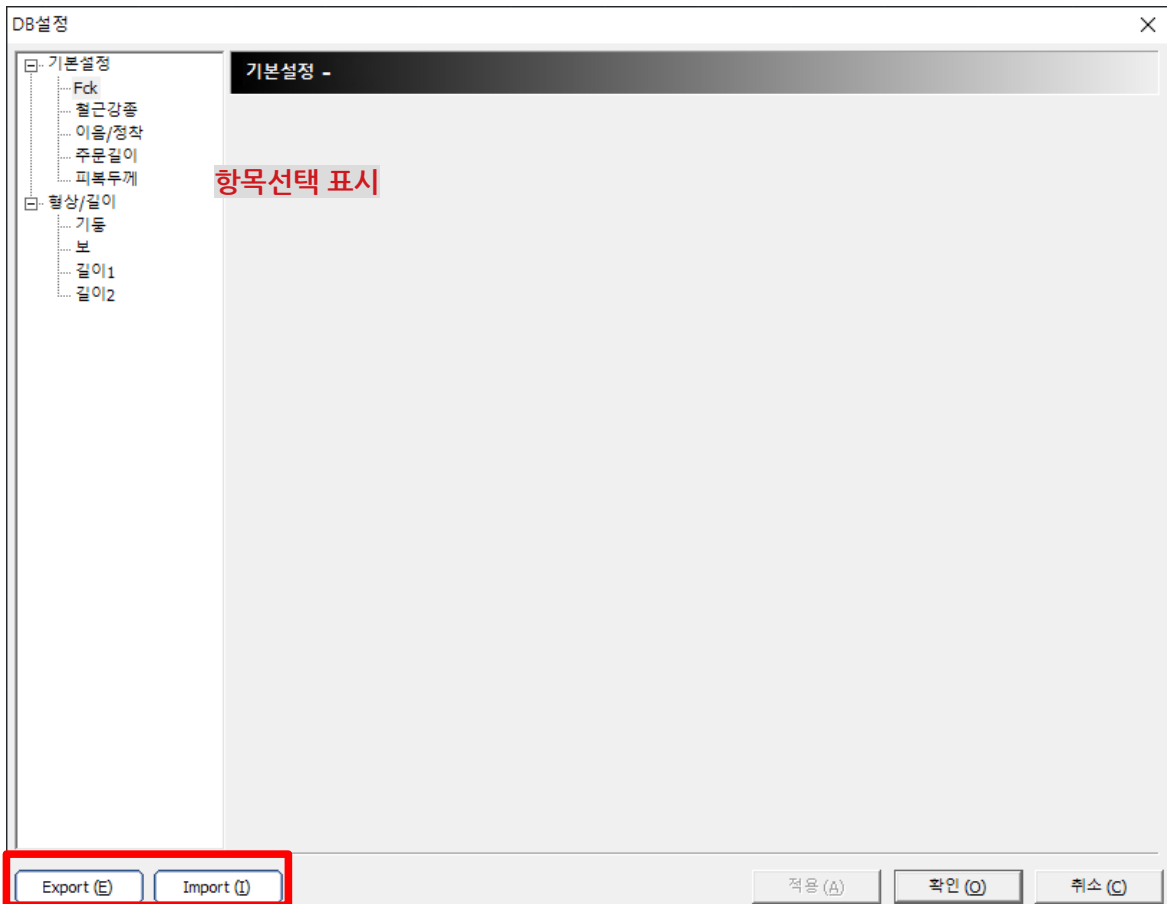 DB설정
기본설정
Fck
철근강종
이음/정착
주문길이
피복두께
형상/길이
기둥
보
길이1
길이2
기본설정 -
항목선택 표시
Export (E)
Import (I)
적용 (A)
확인 (O)
취소 (C)